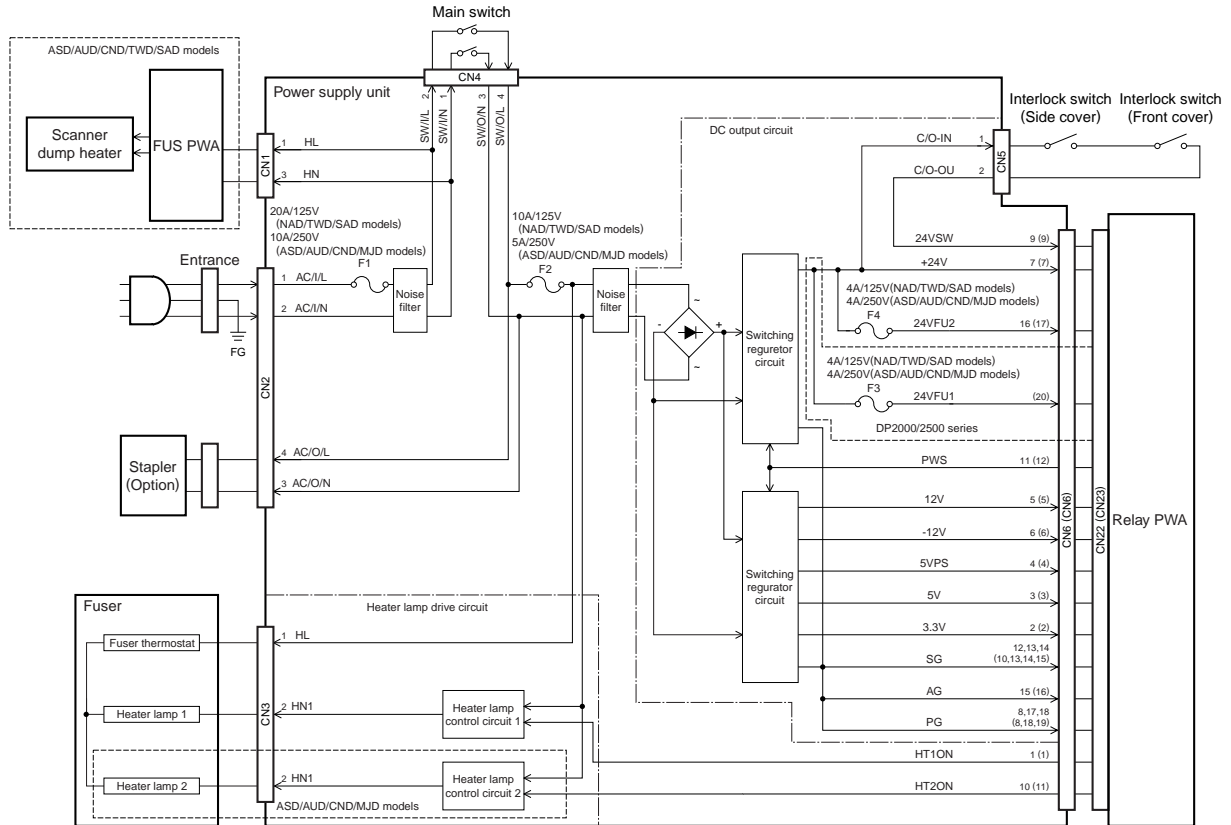 Main switch
ASD/AUD/CND/TWD/SAD models
Scanner
dump heater
FUS PWA
Power supply unit
CN4
2
1
3
4
SW/I/L
SW/I/N
SW/O/N
SW/O/L
CN1
1 HL
3 HN
DC output circuit
Interlock switch
(Side cover)
Interlock switch
(Front cover)
C/O-IN 1
C/O-OU 2
CN5
20A/125V
(NAD/TWD/SAD models)
10A/250V
(ASD/AUD/CND/MJD models)
F1
10A/125V
(NAD/TWD/SAD models)
5A/250V
(ASD/AUD/CND/MJD models)
F2
Entrance
FG
1 AC/I/L
2 AC/I/N
Noise
filter
Noise
filter
CN2
~
-
+
~
Switching
reguretor
circuit
24VSW 9 (9)
+24V 7 (7)
4A/125V(NAD/TWD/SAD models)
4A/250V(ASD/AUD/CND/MJD models)
F4
24VFU2 16 (17)
4A/125V(NAD/TWD/SAD models)
4A/250V(ASD/AUD/CND/MJD models)
F3
24VFU1 (20)
DP2000/2500 series
PWS 11 (12)
Stapler
(Option)
4 AC/O/L
3 AC/O/N
Switching
regurator
circuit
12V 5 (5)
-12V 6 (6)
5VPS 4 (4)
5V 3 (3)
3.3V 2 (2)
SG 12,13,14
(10,13,14,15)
AG 15 (16)
PG 8,17,18
(8,18,19)
HT1ON 1 (1)
HT2ON 10 (11)
CN6 (CN6)
CN22 (CN23)
Relay PWA
Fuser
Fuser thermostat
Heater lamp 1
Heater lamp 2
CN3
Heater lamp drive circuit
1 HL
2 HN1
Heater lamp
control circuit 1
2 HN1
Heater lamp
control circuit 2
ASD/AUD/CND/MJD models